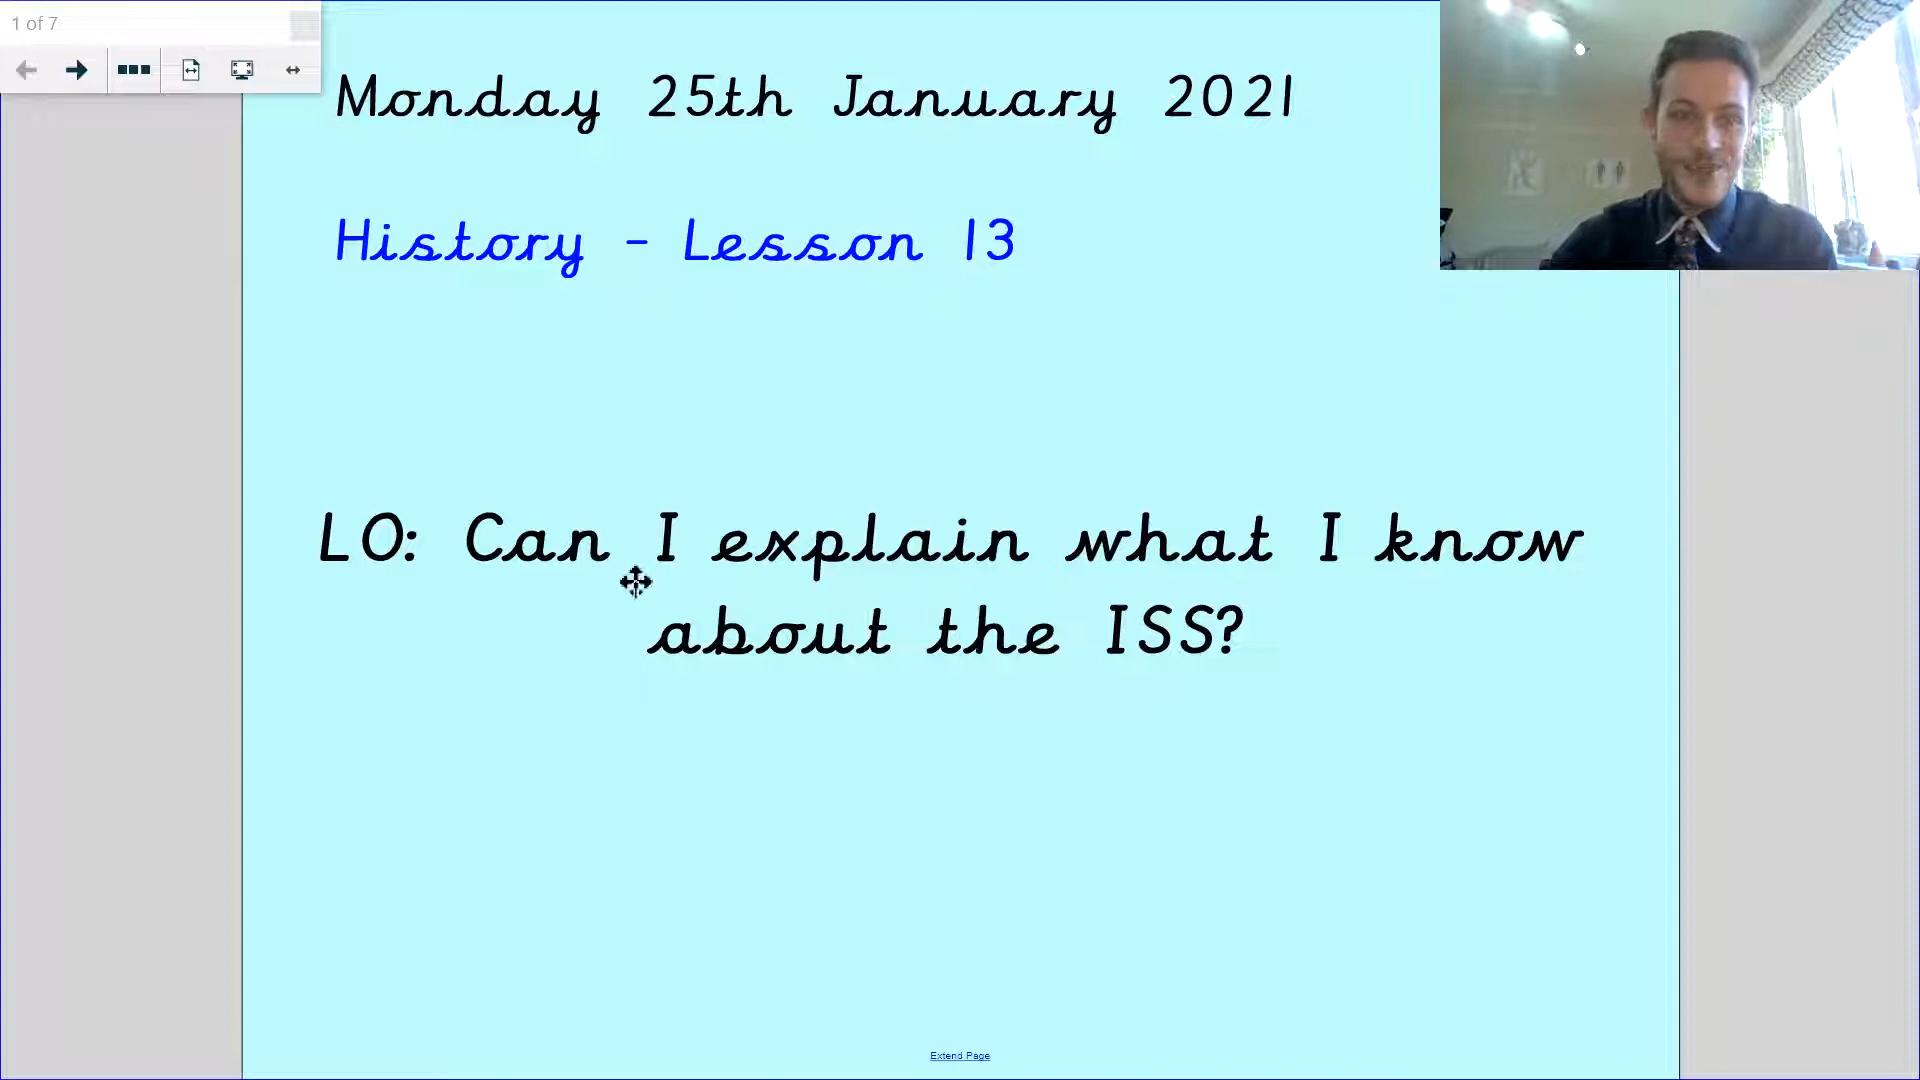 1 of 7
Monday 25th January 2021
History - Lesson 13
LO: Can I explain what I know
about the ISS?
Extend Page